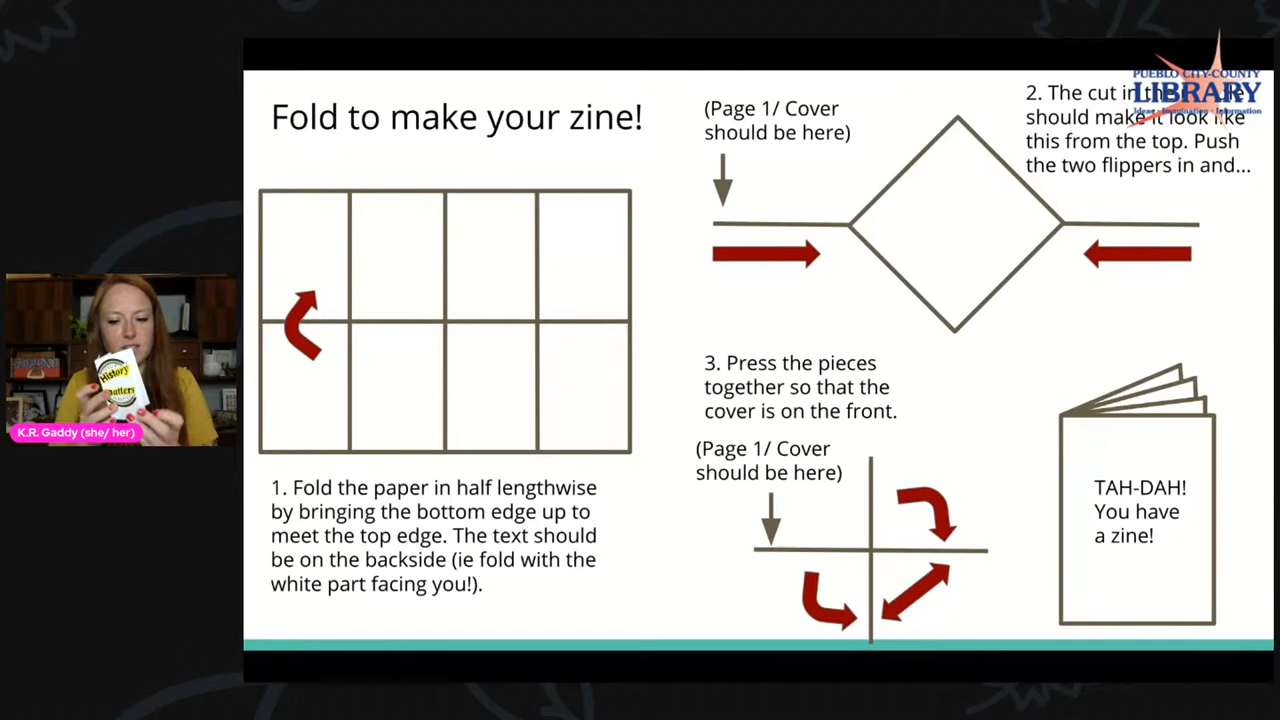 Fold to make your zine!
1. Fold the paper in half lengthwise
by bringing the bottom edge up to
meet the top edge. The text should
be on the backside (ie fold with the
white part facing you!).
(Page 1/ Cover
should be here)
2. The cut in the
should make it look like
this from the top. Push
the two flippers in and...
3. Press the pieces
together so that the
cover is on the front.
(Page 1/ Cover
should be here)
TAH-DAH!
You have
a zine!
PUEBLO CITY-COUNTY
LIBRARY
Ideas Imagination Information
History
Matters
K.R. Gaddy (she/ her)